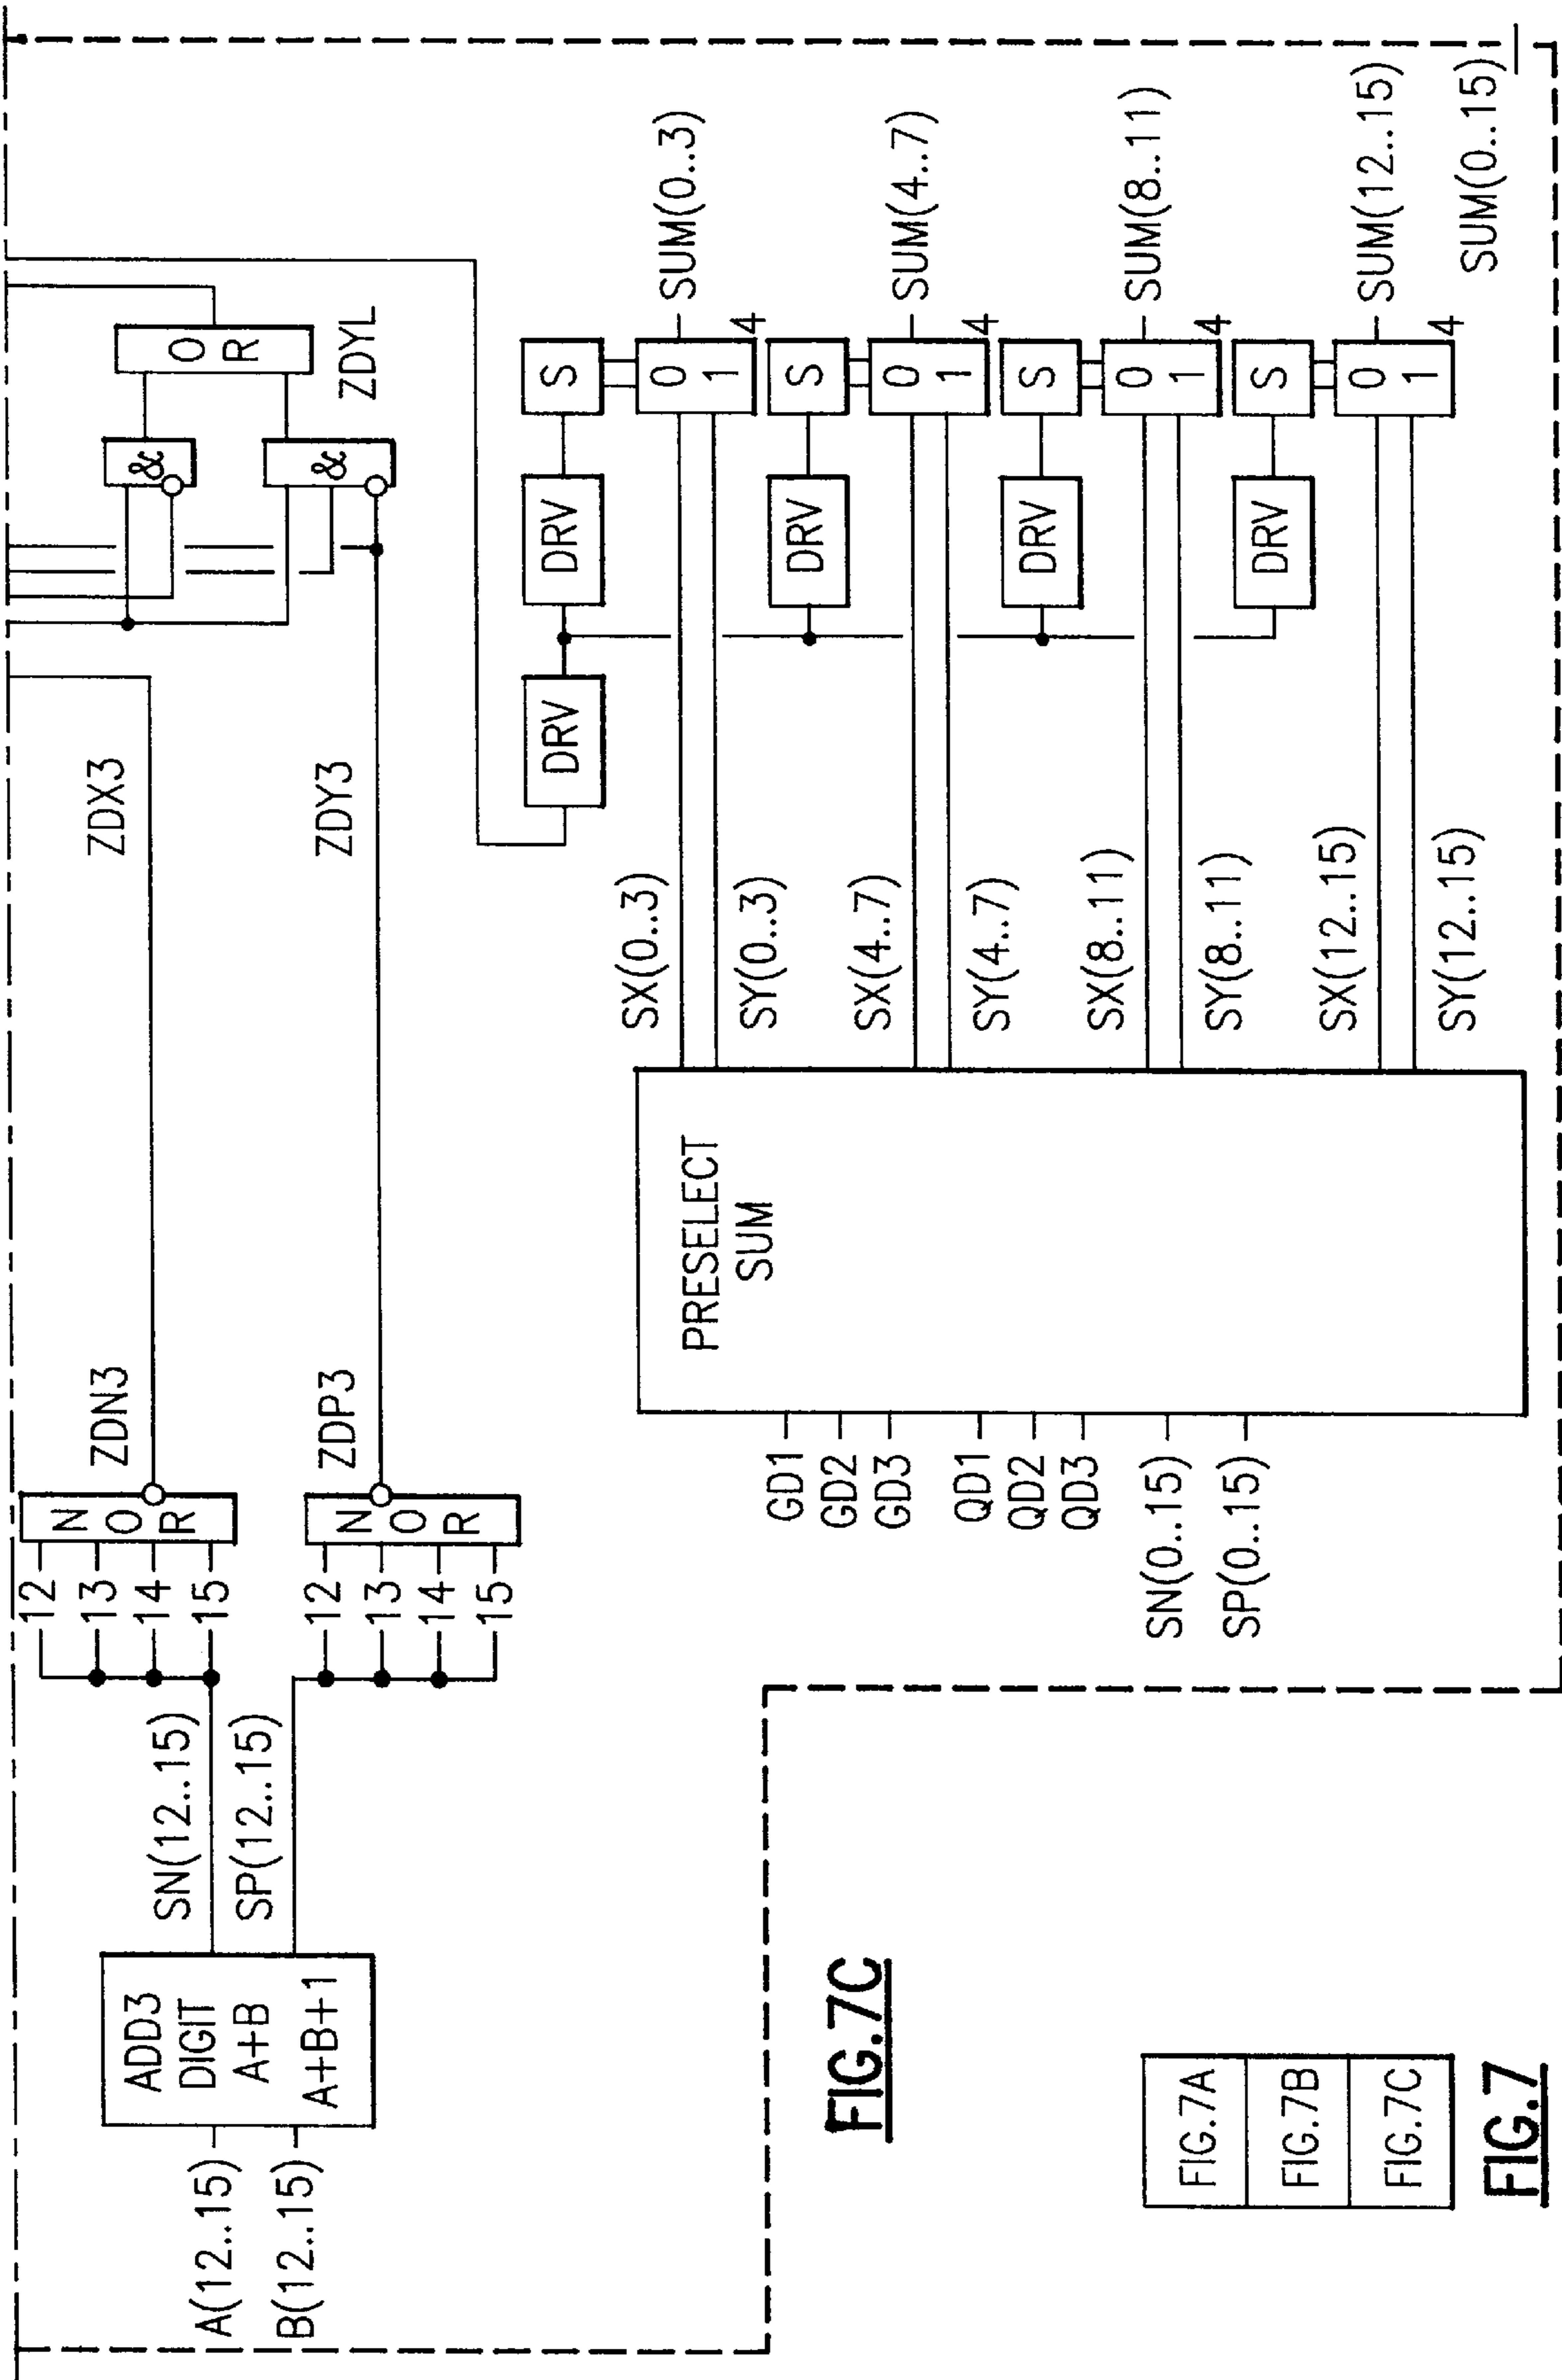 A(12..15)
B(12..15)
ADD3
DIGIT
A+B
A+B+1
SN(12..15)
SP(12..15)
12
13
14
15
NOR
ZDN3
ZDX3
12
13
14
15
NOR
ZDP3
ZDY3
&
&
OR
ZDYL
DRV
DRV
S
SX(0..3)
SY(0..3)
0
1
4
SUM(0..3)
DRV
S
SX(4..7)
SY(4..7)
0
1
4
SUM(4..7)
DRV
S
SX(8..11)
SY(8..11)
0
1
4
SUM(8..11)
DRV
S
SX(12..15)
SY(12..15)
0
1
4
SUM(12..15)
SUM(0..15)
PRESELECT
SUM
GD1
GD2
GD3
QD1
QD2
QD3
SN(0..15)
SP(0..15)
FIG.7C
FIG.7A
FIG.7B
FIG.7C
FIG.7